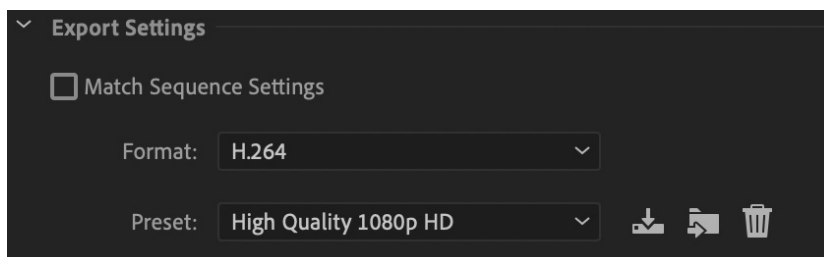 Export Settings
Match Sequence Settings
Format: H.264
Preset: High Quality 1080p HD